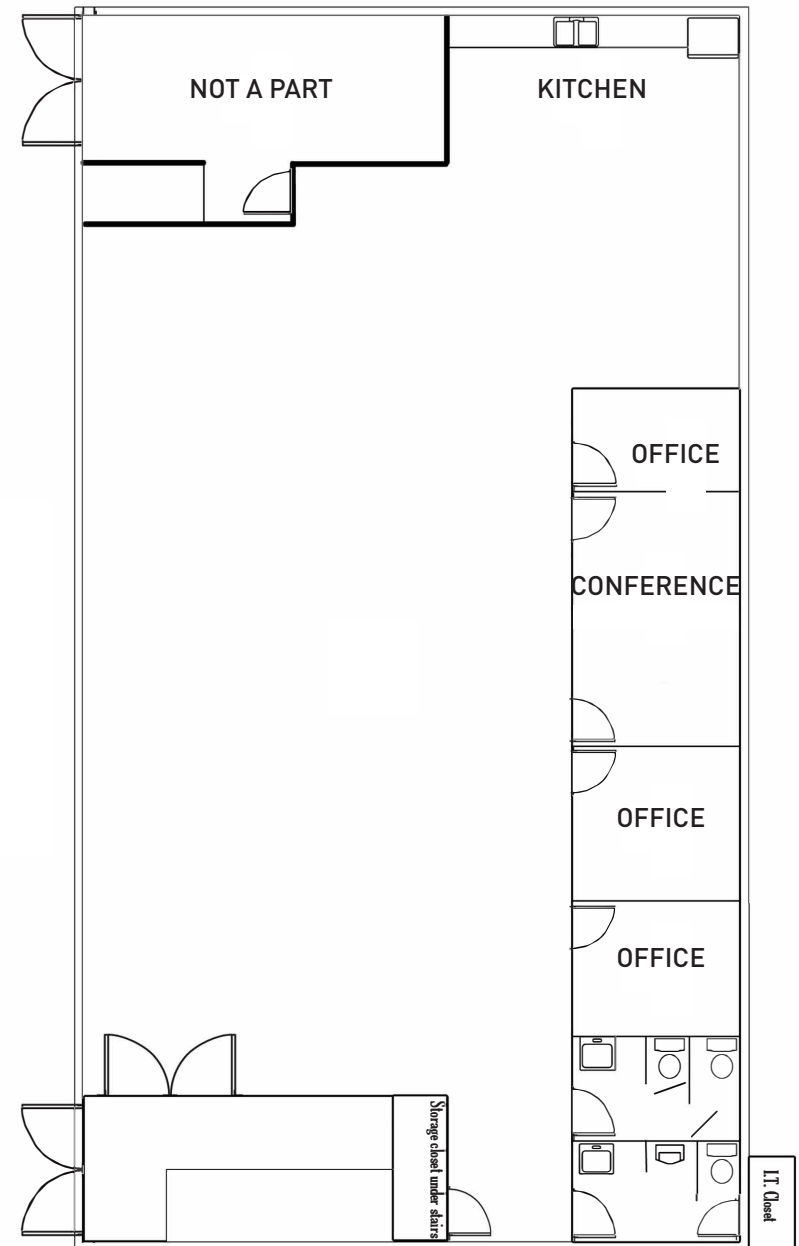 NOT A PART
KITCHEN
OFFICE
CONFERENCE
OFFICE
OFFICE
Storage closet under stairs
I.T. Closet